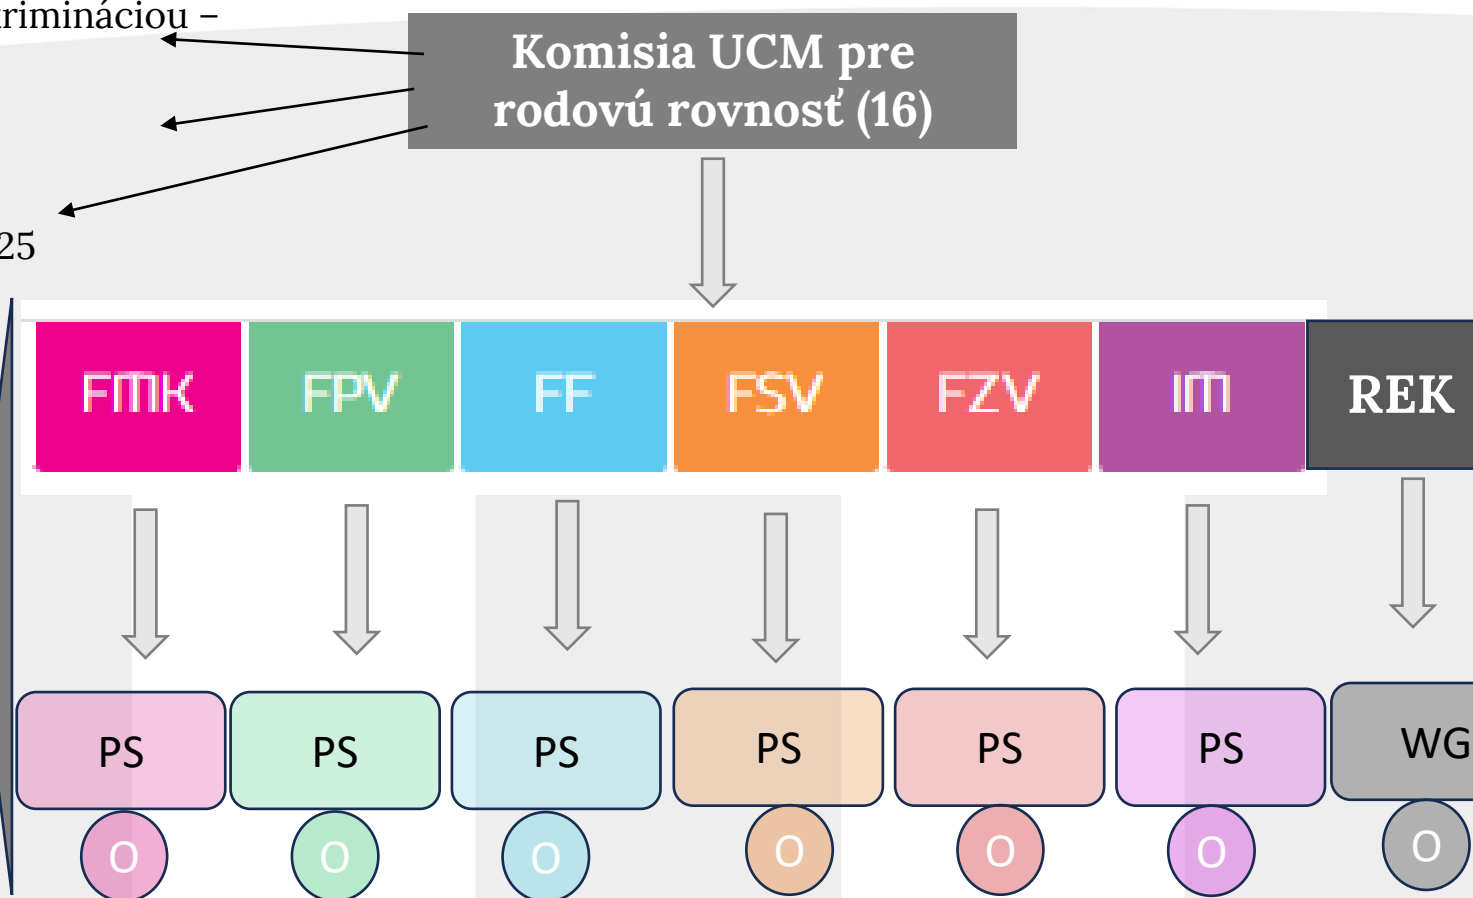 krimináciou –
Komisia UCM pre
rodovú rovnosť (16)
25
FMK FPV FF FSV FZV IM REK
PS PS PS PS PS PS WG
O O O O O O O